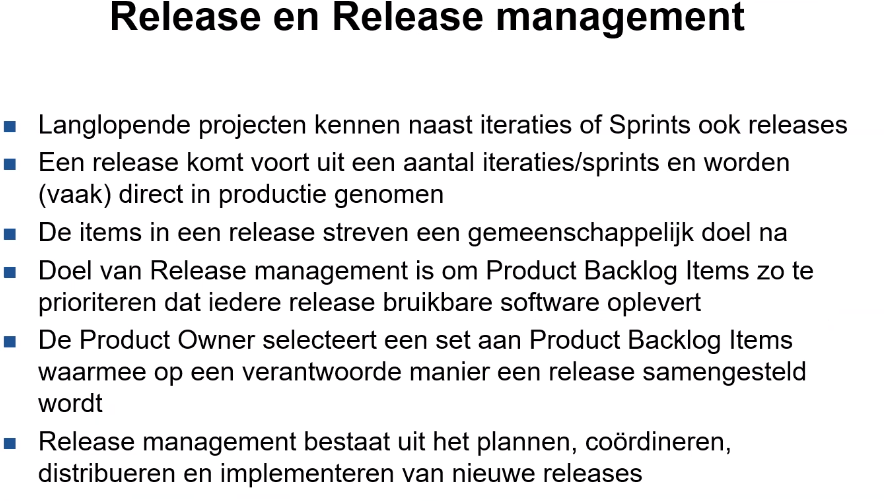 Release en Release management
Langlopende projecten kennen naast iteraties of Sprints ook releases
Een release komt voort uit een aantal iteraties/sprints en worden
(vaak) direct in productie genomen
De items in een release streven een gemeenschappelijk doel na
Doel van Release management is om Product Backlog Items zo te
prioriteren dat iedere release bruikbare software oplevert
De Product Owner selecteert een set aan Product Backlog Items
waarmee op een verantwoorde manier een release samengesteld
wordt
Release management bestaat uit het plannen, coördineren,
distribueren en implementeren van nieuwe releases